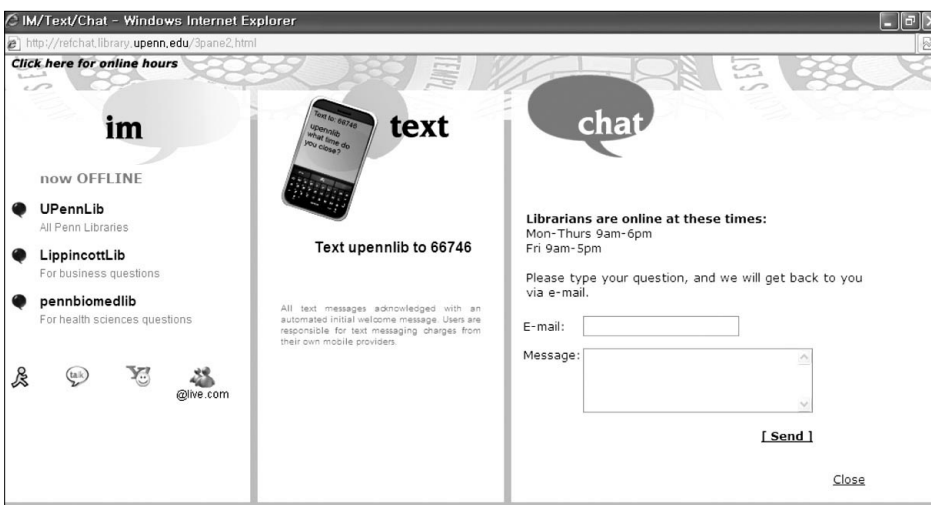 IM/Text/Chat - Windows Internet Explorer
http://refchat.library.upenn.edu/3pane2.html
Click here for online hours
im
now OFFLINE
UPennLib
All Penn Libraries
LippincottLib
For business questions
pennbiomedlib
For health sciences questions
talk
@live.com
Text to: 66746
upennlib
what time do
you close?
text
Text upennlib to 66746
All text messages acknowledged with an
automated initial welcome message. Users are
responsible for text messaging charges from
their own mobile providers.
chat
Librarians are online at these times:
Mon-Thurs 9am-6pm
Fri 9am-5pm
Please type your question, and we will get back to you
via e-mail.
E-mail:
Message:
[ Send ]
Close